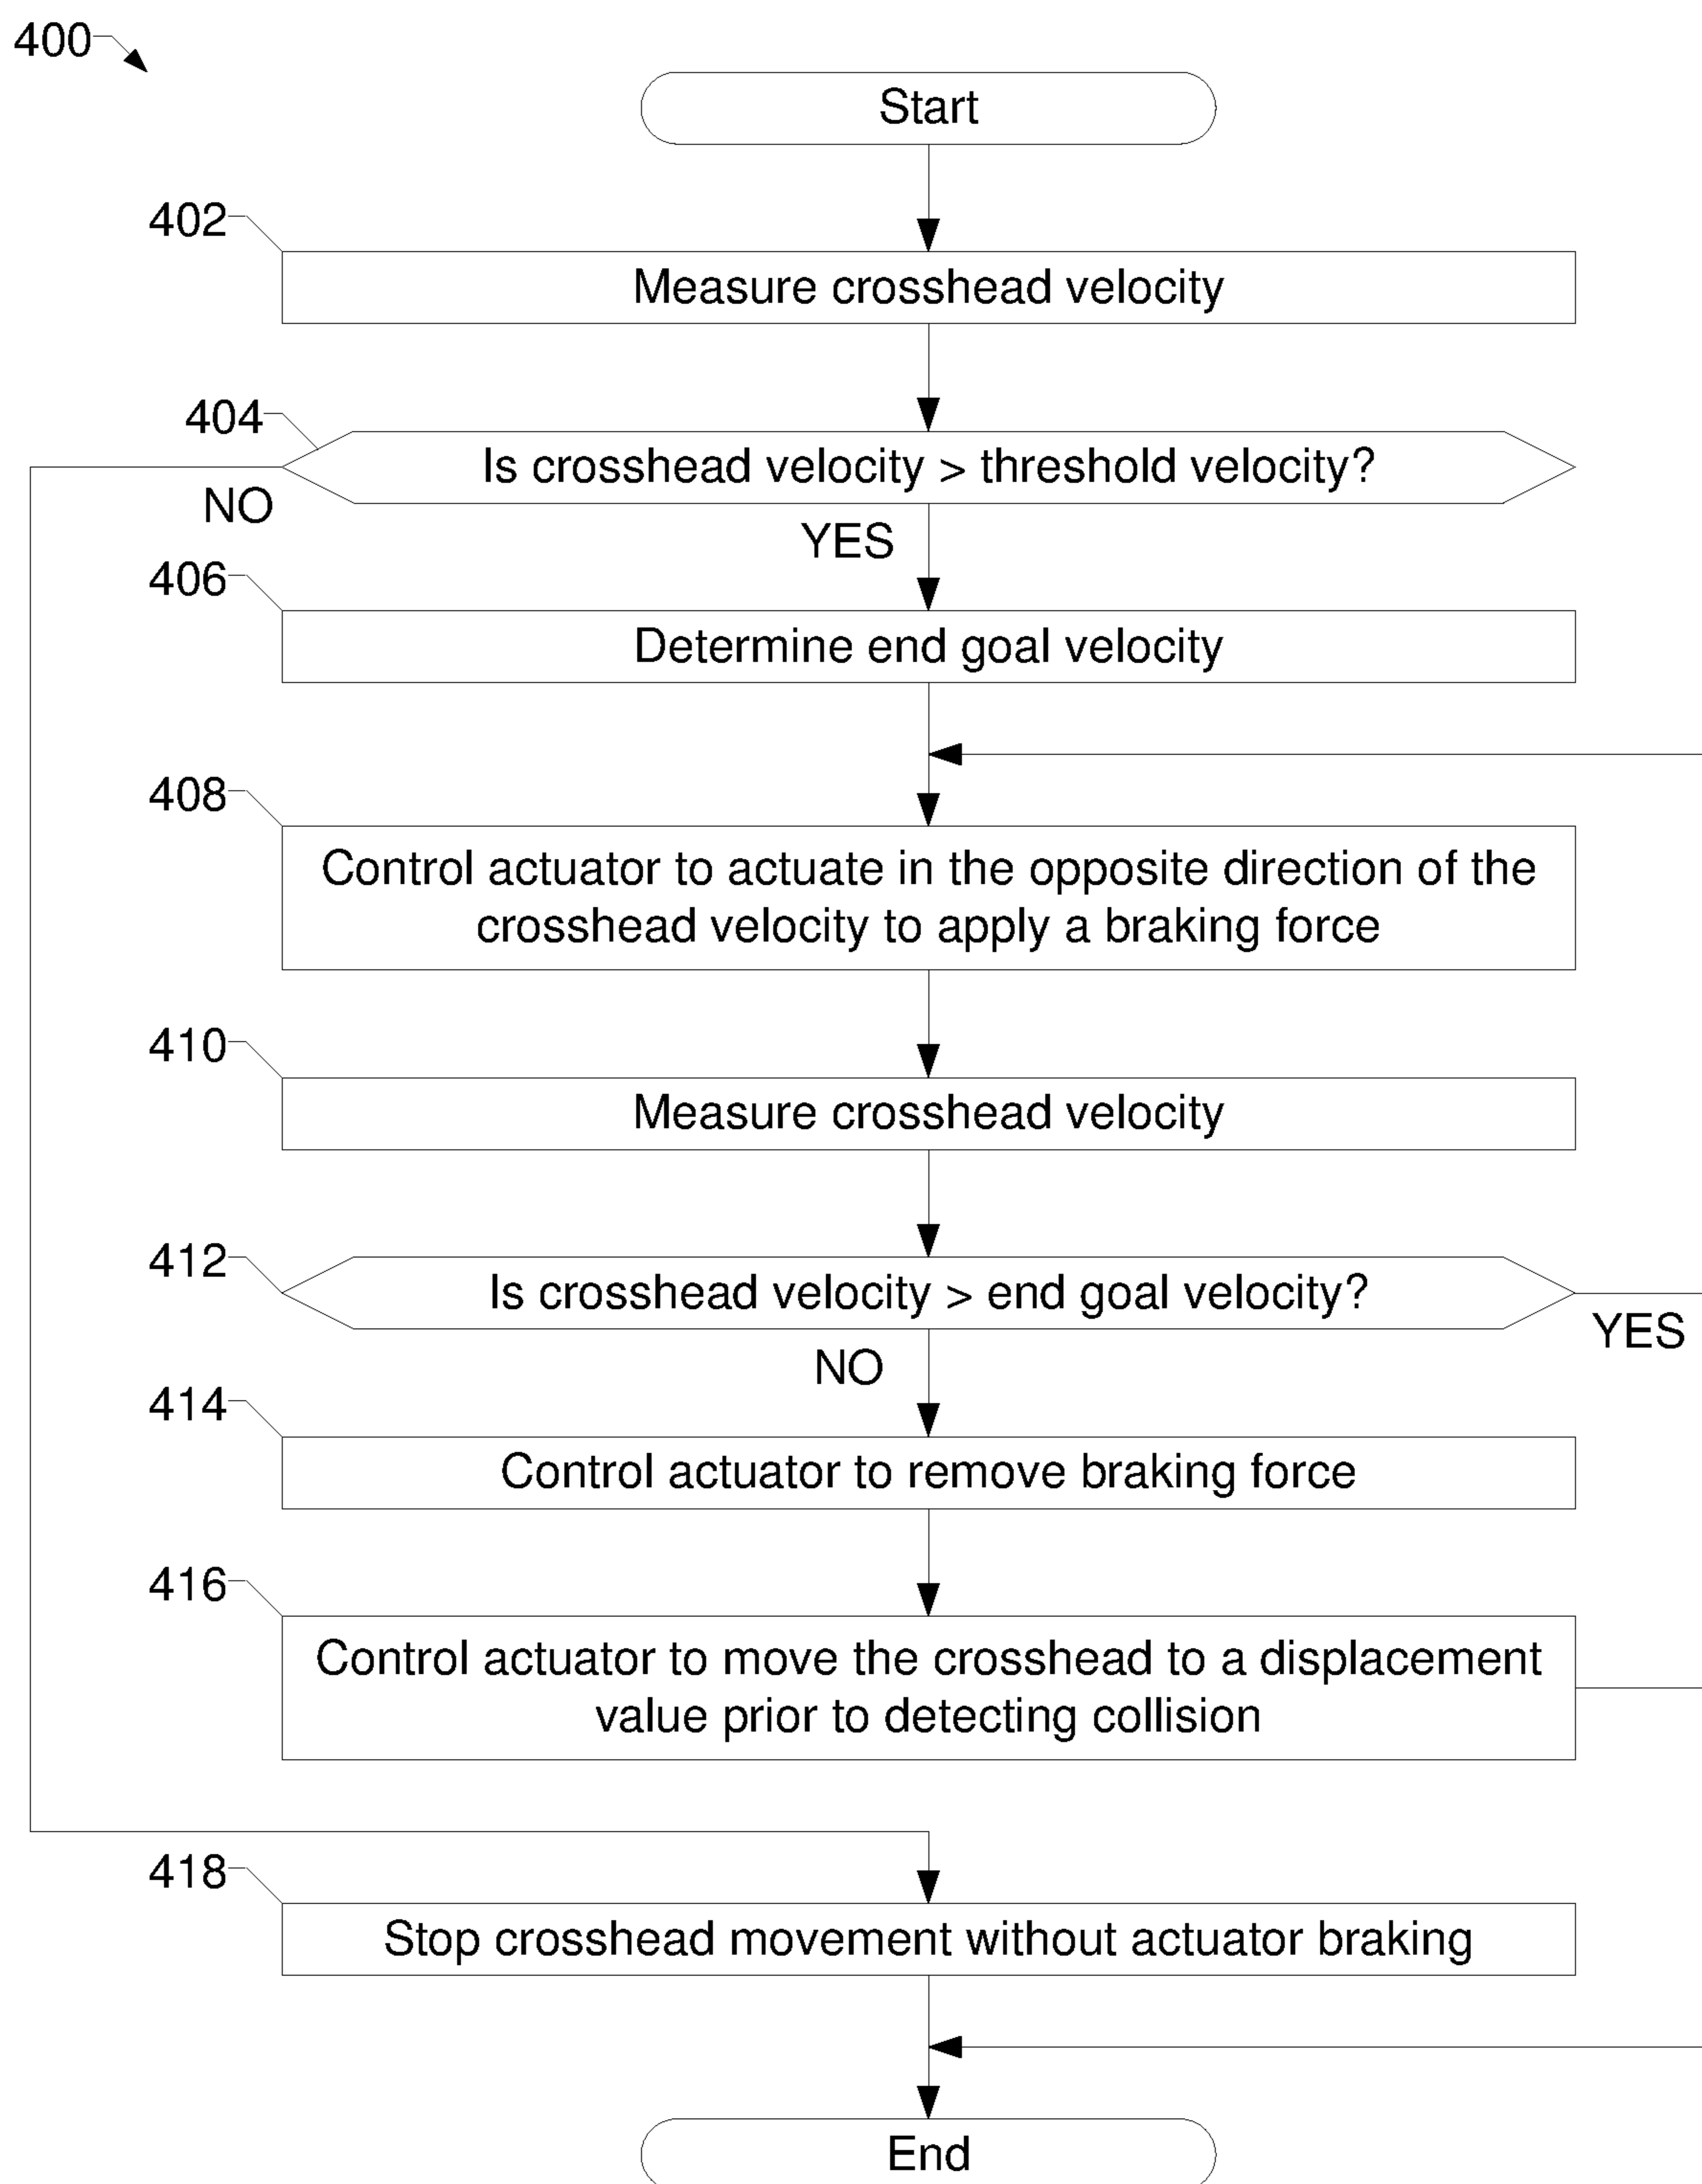 400
Start
402
Measure crosshead velocity
404
Is crosshead velocity > threshold velocity?
NO
YES
406
Determine end goal velocity
408
Control actuator to actuate in the opposite direction of the
crosshead velocity to apply a braking force
410
Measure crosshead velocity
412
Is crosshead velocity > end goal velocity?
YES
NO
414
Control actuator to remove braking force
416
Control actuator to move the crosshead to a displacement
value prior to detecting collision
418
Stop crosshead movement without actuator braking
End